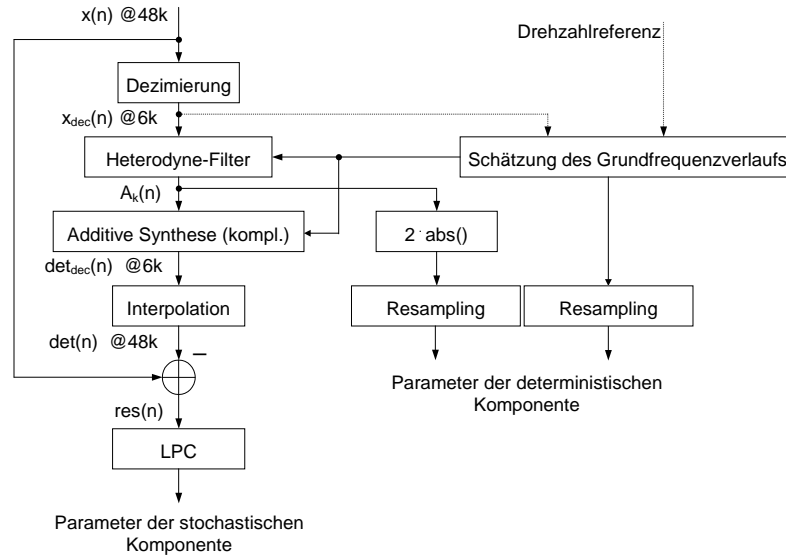 x(n) @48k
Drehzahlreferenz
Dezimierung
x_dec(n) @6k
Heterodyne-Filter
Schätzung des Grundfrequenzverlaufs
A_k(n)
Additive Synthese (kompl.)
2 · abs()
det_dec(n) @6k
Interpolation
Resampling
Resampling
det(n) @48k
–
Parameter der deterministischen
Komponente
res(n)
LPC
Parameter der stochastischen
Komponente